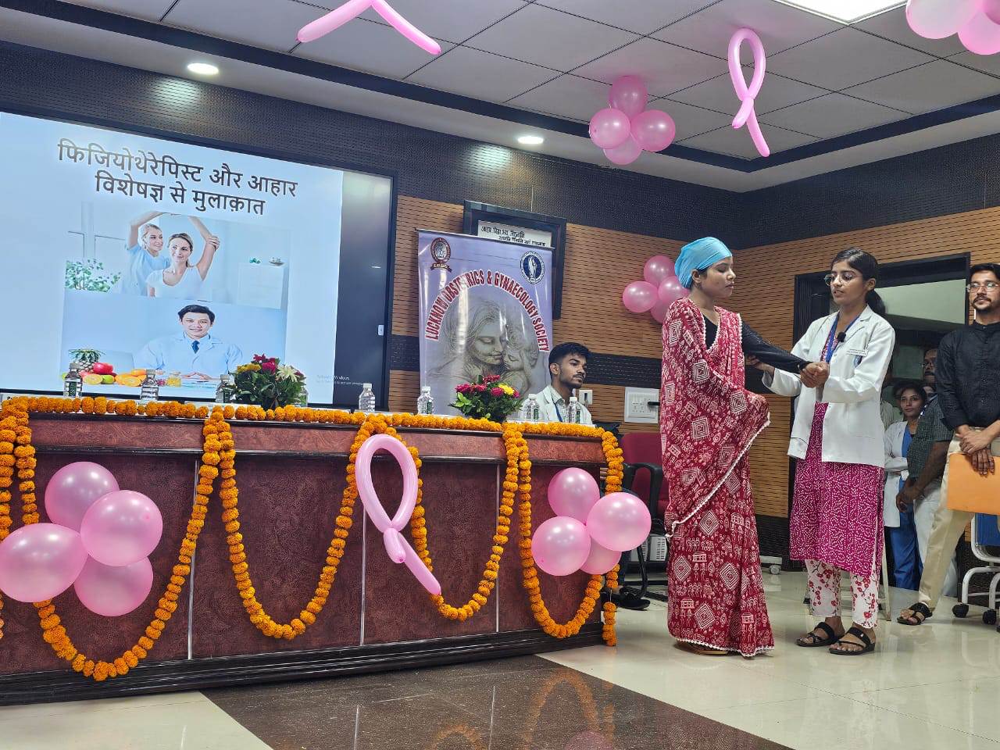 फिजियोथेरेपिस्ट और आहार
विशेषज्ञ से मुलाक़ात
LUCKNOW OBSTETRICS & GYNAECOLOGY SOCIETY